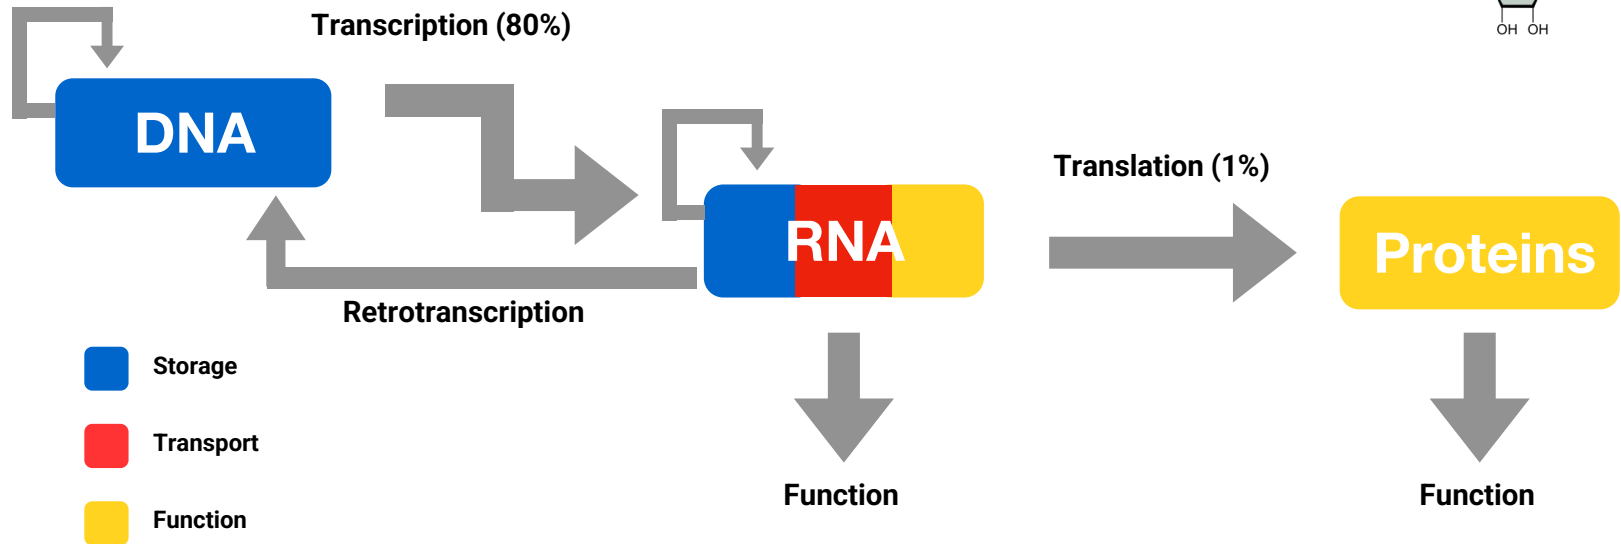 Transcription (80%)
OH OH
DNA
Translation (1%)
RNA
Proteins
Retrotranscription
Storage
Transport
Function
Function
Function